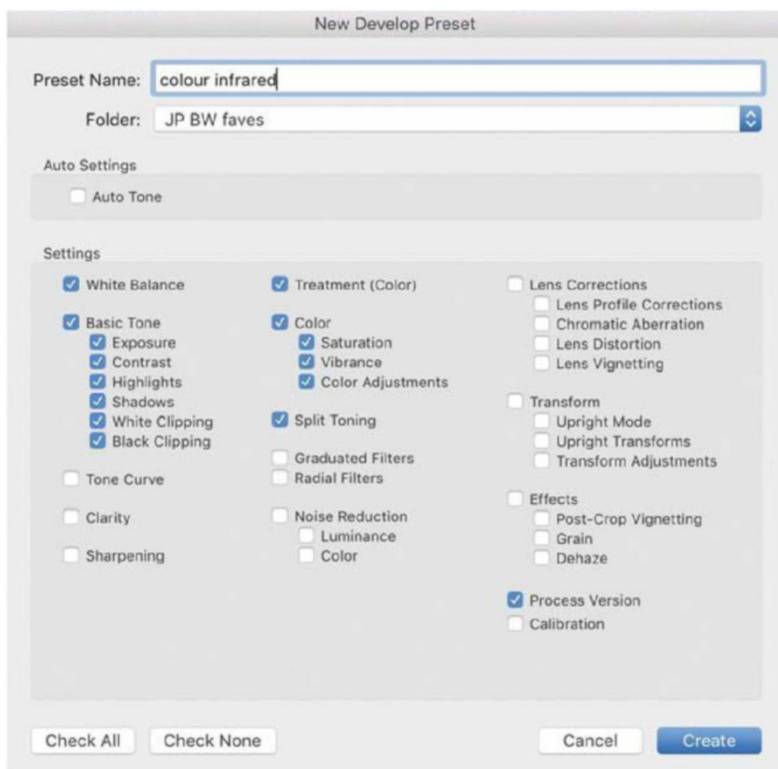 New Develop Preset
Preset Name: colour infrared
Folder: JP BW faves
Auto Settings
Auto Tone
Settings
White Balance
Basic Tone
Exposure
Contrast
Highlights
Shadows
White Clipping
Black Clipping
Tone Curve
Clarity
Sharpening
Treatment (Color)
Color
Saturation
Vibrance
Color Adjustments
Split Toning
Graduated Filters
Radial Filters
Noise Reduction
Luminance
Color
Lens Corrections
Lens Profile Corrections
Chromatic Aberration
Lens Distortion
Lens Vignetting
Transform
Upright Mode
Upright Transforms
Transform Adjustments
Effects
Post-Crop Vignetting
Grain
Dehaze
Process Version
Calibration
Check All Check None Cancel Create